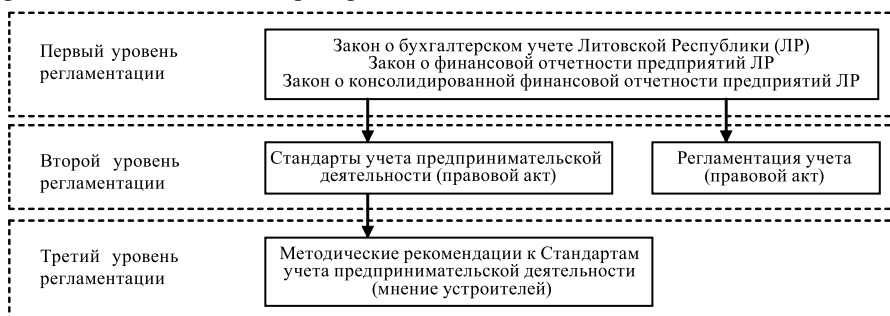 Первый уровень
регламентации
Закон о бухгалтерском учете Литовской Республики (ЛР)
Закон о финансовой отчетности предприятий ЛР
Закон о консолидированной финансовой отчетности предприятий ЛР
Второй уровень
регламентации
Стандарты учета предпринимательской
деятельности (правовой акт)
Регламентация учета
(правовой акт)
Третий уровень
регламентации
Методические рекомендации к Стандартам
учета предпринимательской деятельности
(мнение устроителей)